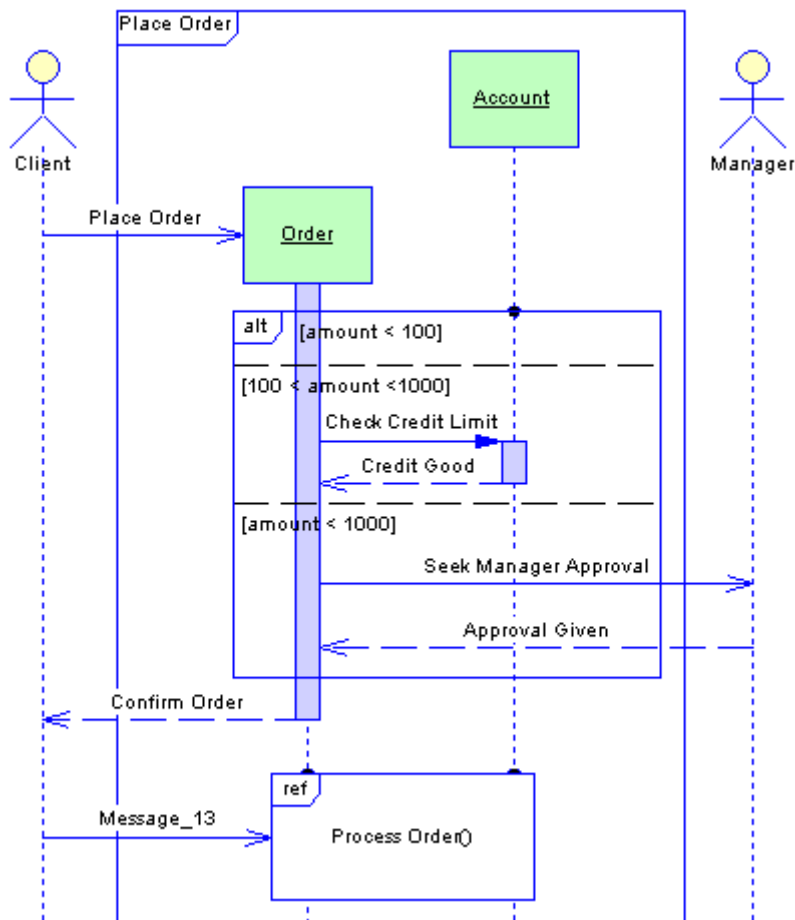 Place Order
Account
Client
Manager
Place Order
Order
alt
[amount < 100]
[100 < amount <1000]
Check Credit Limit
Credit Good
[amount < 1000]
Seek Manager Approval
Approval Given
Confirm Order
ref
Message_13
Process Order()